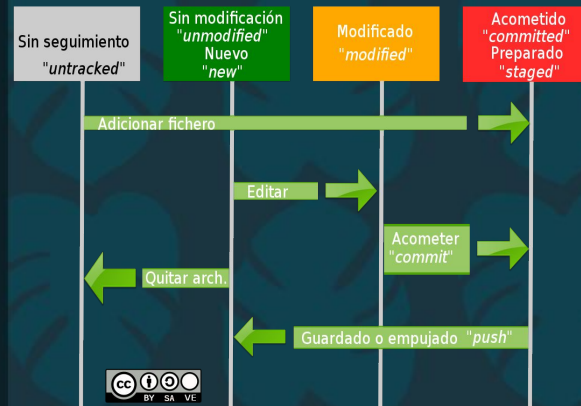 Sin seguimiento
"untracked"
Sin modificación
"unmodified"
Nuevo
"new"
Modificado
"modified"
Acometido
"committed"
Preparado
"staged"
Adicionar fichero
Editar
Acometer
"commit"
Quitar arch.
Guardado o empujado "push"
cc
BY SA VE